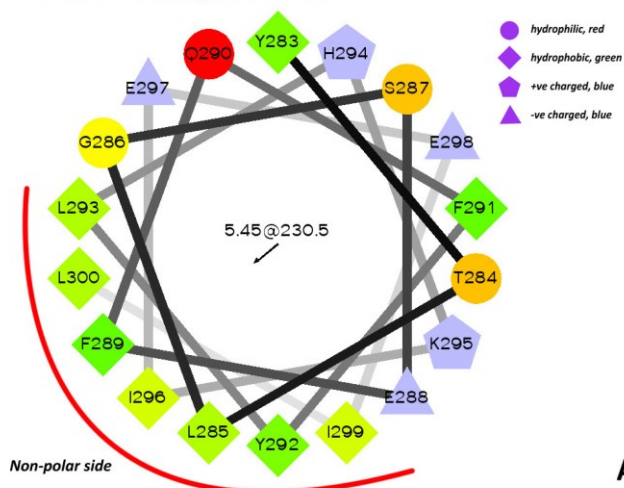 Y283
Q290
H294
hydrophilic, red
E297
S287
hydrophobic, green
G286
E298
+ve charged, blue
-ve charged, blue
L293
F291
5.45@230.5
L300
T284
F289
K295
I296
E288
L285
Y292
I299
Non-polar side
A